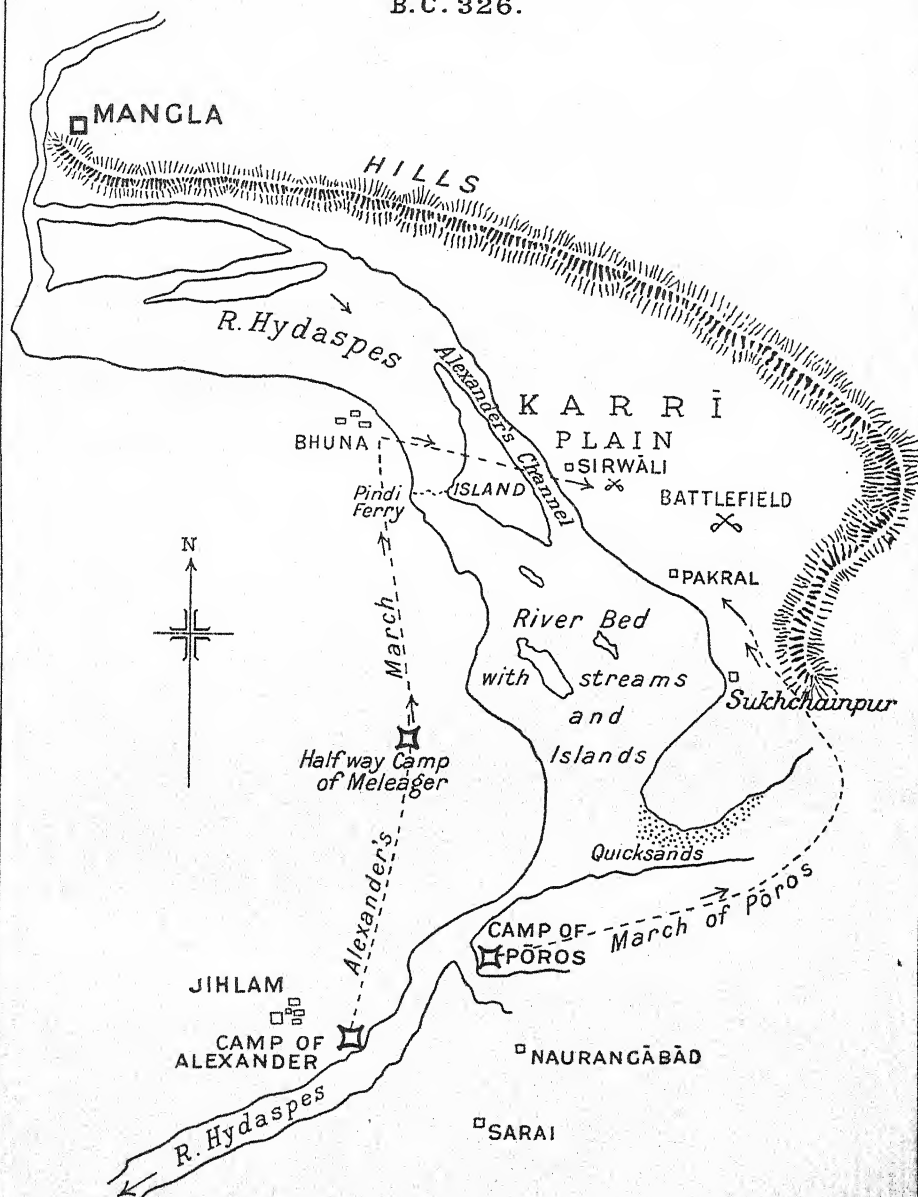 B.C. 326.
MANGLA
HILLS
R. Hydaspes
Alexander's Channel
KARRĪ
PLAIN
BHUNA
SIRWĀLI
Pindi
Ferry
ISLAND
BATTLEFIELD
N
PAKRAL
River Bed
with streams
and
Islands
Sukhchainpur
Halfway Camp
of Meleager
Alexander's March
Quicksands
CAMP OF
PŌROS
March of Pōros
JIHLAM
CAMP OF
ALEXANDER
NAURANGĀBĀD
R. Hydaspes
SARAI